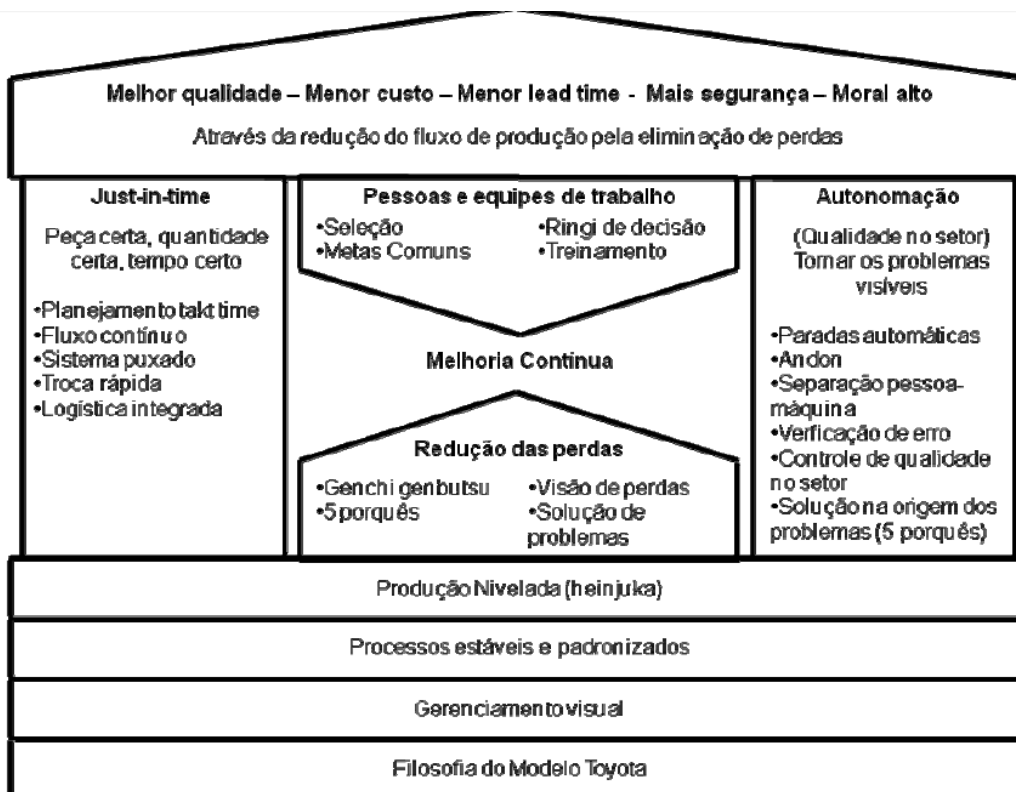 Melhor qualidade – Menor custo – Menor lead time - Mais segurança – Moral alto
Através da redução do fluxo de produção pela eliminação de perdas
Just-in-time
Peça certa, quantidade
certa, tempo certo
•Planejamento takt time
•Fluxo contínuo
•Sistema puxado
•Troca rápida
•Logística integrada
Pessoas e equipes de trabalho
•Seleção
•Metas Comuns
•Ringi de decisão
•Treinamento
Melhoria Contínua
Redução das perdas
•Genchi genbutsu
•5 porquês
•Visão de perdas
•Solução de
problemas
Autonomação
(Qualidade no setor)
Tornar os problemas
visíveis
•Paradas automáticas
•Andon
•Separação pessoa-
máquina
•Verificação de erro
•Controle de qualidade
no setor
•Solução na origem dos
problemas (5 porquês)
Produção Nivelada (heinjuka)
Processos estáveis e padronizados
Gerenciamento visual
Filosofia do Modelo Toyota